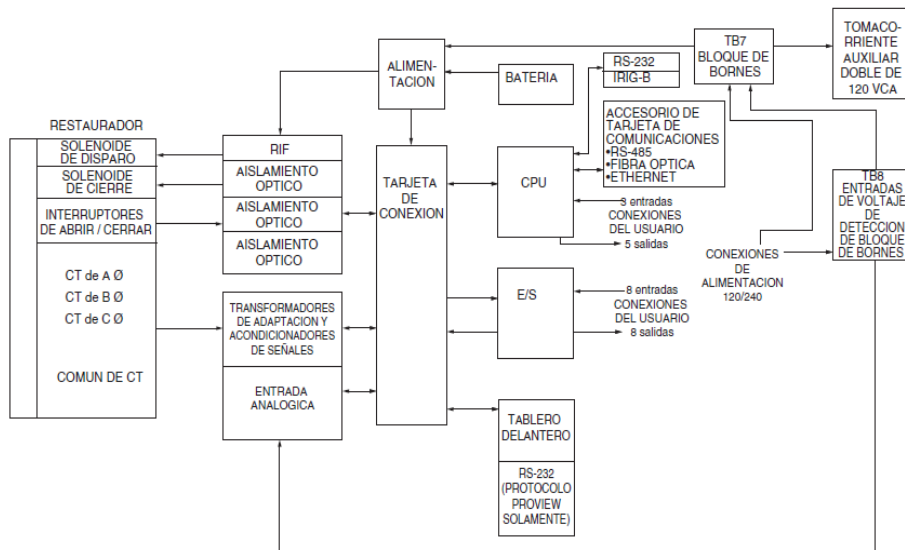 TOMACO-
RRIENTE
AUXILIAR
DOBLE DE
120 VCA
TB7
BLOQUE DE
BORNES
ALIMEN-
TACION
BATERIA
RS-232
IRIG-B
ACCESORIO DE
TARJETA DE
COMUNICACIONES
•RS-485
•FIBRA OPTICA
•ETHERNET
RESTAURADOR
SOLENOIDE
DE DISPARO
SOLENOIDE
DE CIERRE
INTERRUPTORES
DE ABRIR / CERRAR
CT de A Ø
CT de B Ø
CT de C Ø
COMUN DE CT
RIF
AISLAMIENTO
OPTICO
AISLAMIENTO
OPTICO
AISLAMIENTO
OPTICO
TRANSFORMADORES
DE ADAPTACION Y
ACONDICIONADORES
DE SEÑALES
ENTRADA
ANALOGICA
TARJETA
DE
CONEXION
CPU
3 entradas
CONEXIONES
DEL USUARIO
5 salidas
E/S
8 entradas
CONEXIONES
DEL USUARIO
8 salidas
TABLERO
DELANTERO
RS-232
(PROTOCOLO
PROVIEW
SOLAMENTE)
CONEXIONES
DE
ALIMENTACION
120/240
TB8
ENTRADAS
DE VOLTAJE
DE
DETECCION
DE BLOQUE
DE BORNES